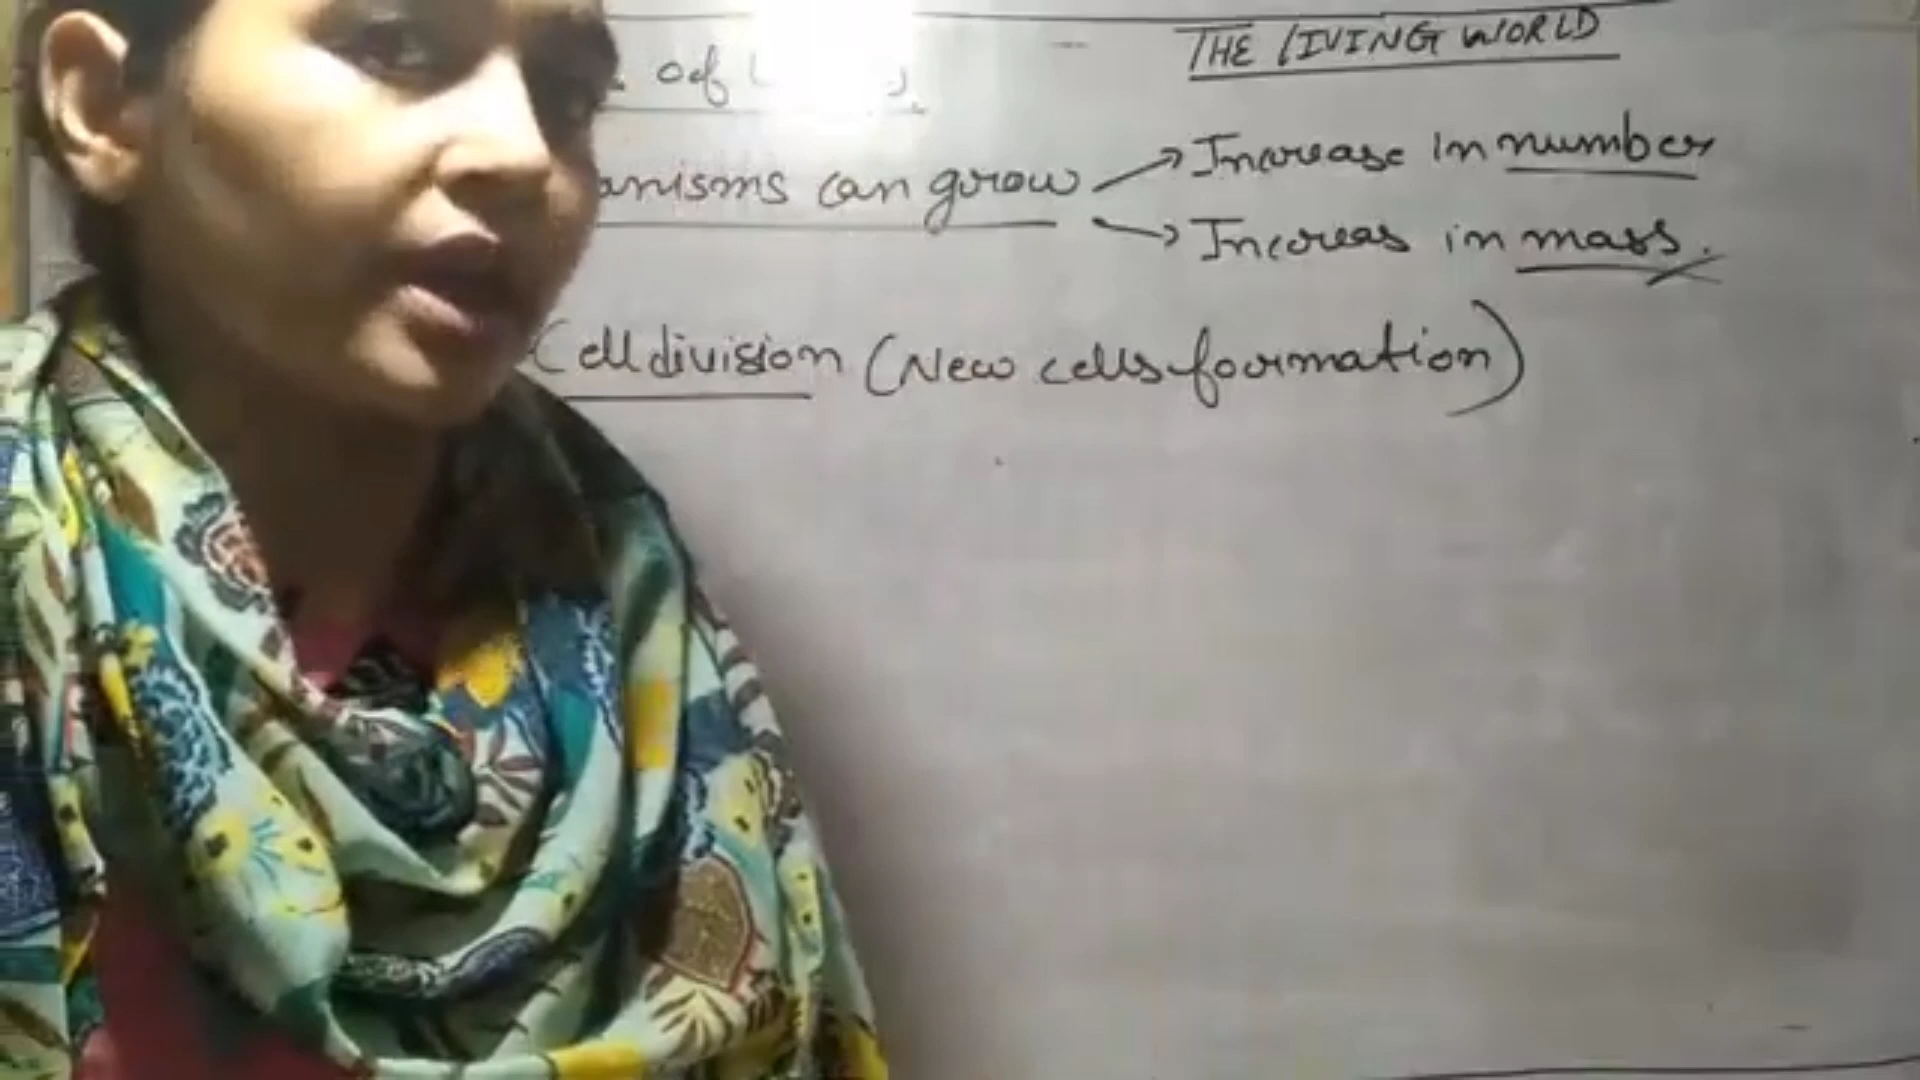 THE LIVING WORLD
of
anisms can grow → Increase in number
→ Increas in mass.
Cell division (New cells formation)